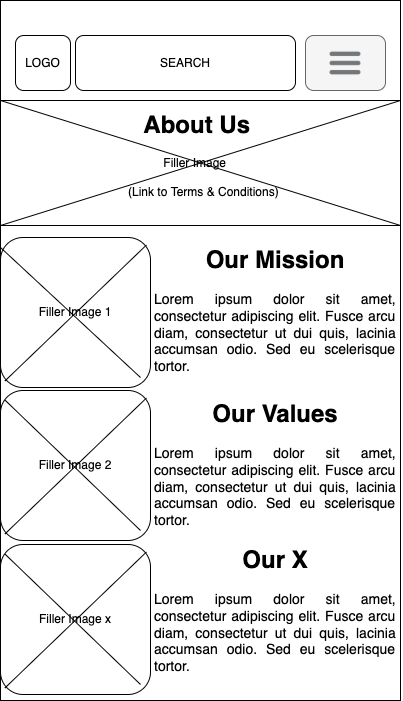 LOGO
SEARCH
About Us
Filler Image
(Link to Terms & Conditions)
Our Mission
Filler Image 1
Lorem ipsum dolor sit amet,
consectetur adipiscing elit. Fusce arcu
diam, consectetur ut dui quis, lacinia
accumsan odio. Sed eu scelerisque
tortor.
Our Values
Filler Image 2
Lorem ipsum dolor sit amet,
consectetur adipiscing elit. Fusce arcu
diam, consectetur ut dui quis, lacinia
accumsan odio. Sed eu scelerisque
tortor.
Our X
Filler Image x
Lorem ipsum dolor sit amet,
consectetur adipiscing elit. Fusce arcu
diam, consectetur ut dui quis, lacinia
accumsan odio. Sed eu scelerisque
tortor.